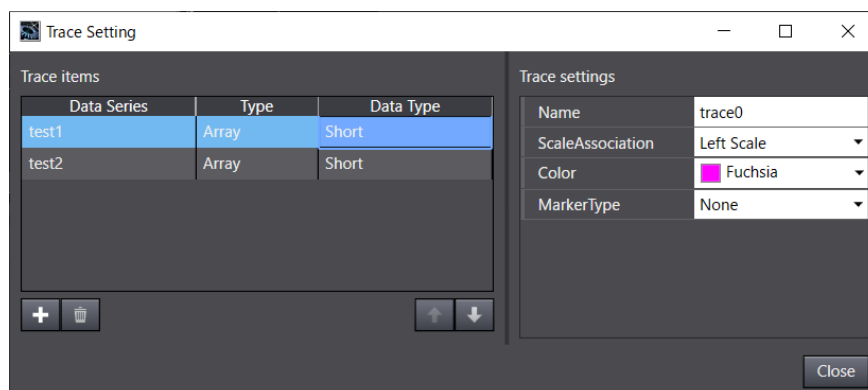 Trace Setting
Trace items
Data Series Type Data Type
test1 Array Short
test2 Array Short
Trace settings
Name trace0
ScaleAssociation Left Scale
Color Fuchsia
MarkerType None
Close